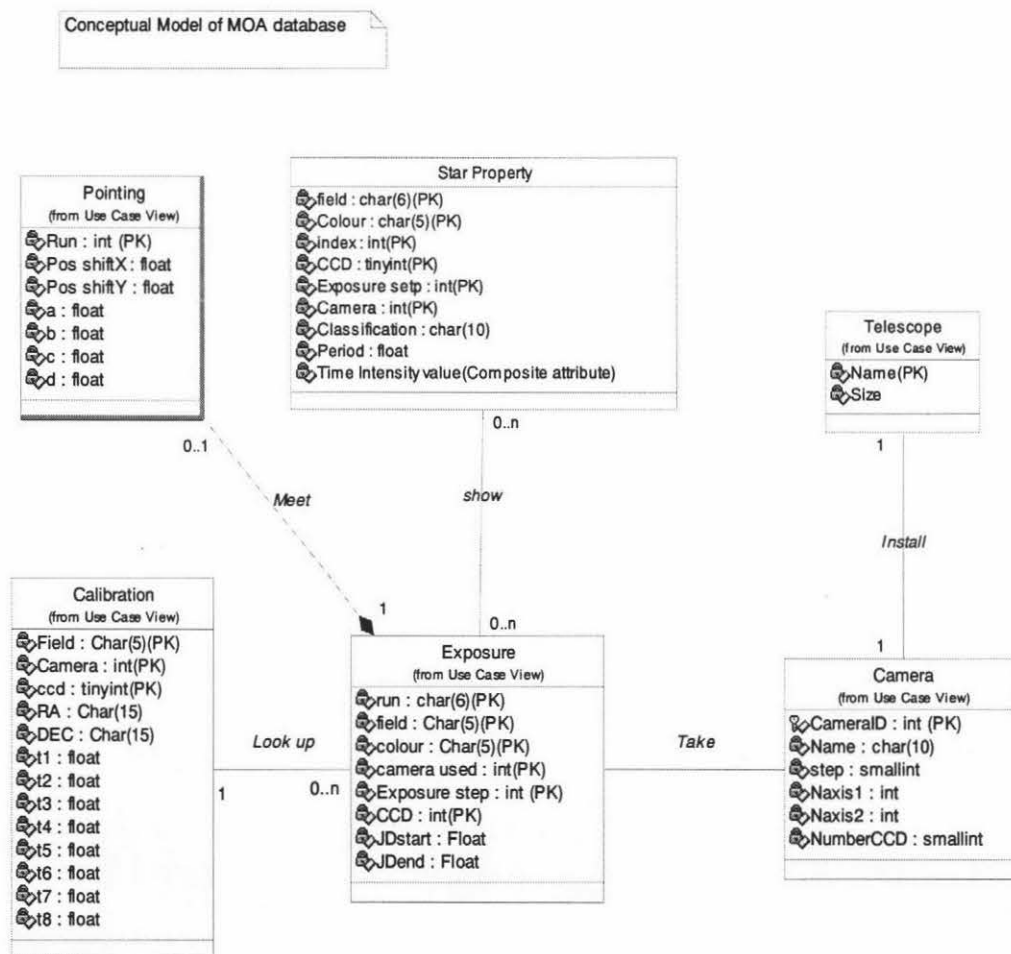 Conceptual Model of MOA database
Pointing
(from Use Case View)
Run : int (PK)
Pos shiftX : float
Pos shiftY : float
a : float
b : float
c : float
d : float
Star Property
field : char(6)(PK)
Colour : char(5)(PK)
index : int(PK)
CCD : tinyint(PK)
Exposure setp : int(PK)
Camera : int(PK)
Classification : char(10)
Period : float
Time Intensity value(Composite attribute)
Telescope
(from Use Case View)
Name(PK)
Size
0..1
0..n
1
Meet
show
Install
1
0..n
1
Calibration
(from Use Case View)
Field : Char(5)(PK)
Camera : int(PK)
ccd : tinyint(PK)
RA : Char(15)
DEC : Char(15)
t1 : float
t2 : float
t3 : float
t4 : float
t5 : float
t6 : float
t7 : float
t8 : float
Look up
1
0..n
Exposure
(from Use Case View)
run : char(6)(PK)
field : Char(5)(PK)
colour : Char(5)(PK)
camera used : int(PK)
Exposure step : int (PK)
CCD : int(PK)
JDstart : Float
JDend : Float
Take
Camera
(from Use Case View)
CameraID : int (PK)
Name : char(10)
step : smallint
Naxis1 : int
Naxis2 : int
NumberCCD : smallint